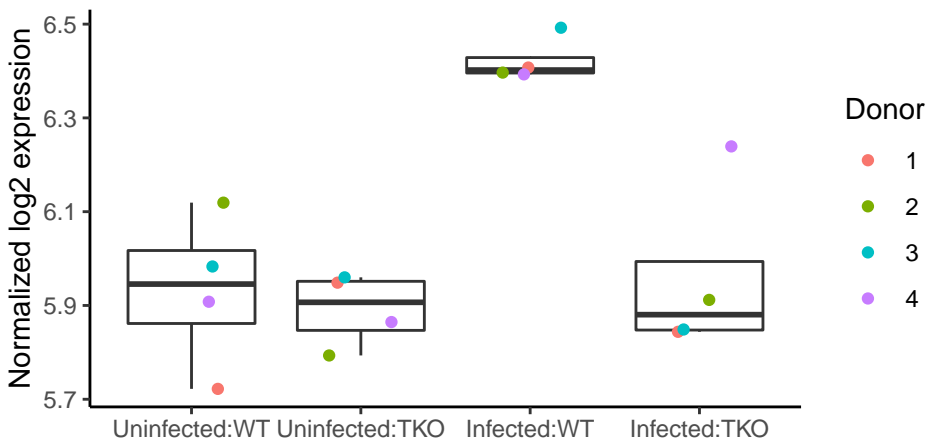 Normalized log2 expression
6.5
6.3
6.1
5.9
5.7
Uninfected:WT
Uninfected:TKO
Infected:WT
Infected:TKO
Donor
1
2
3
4